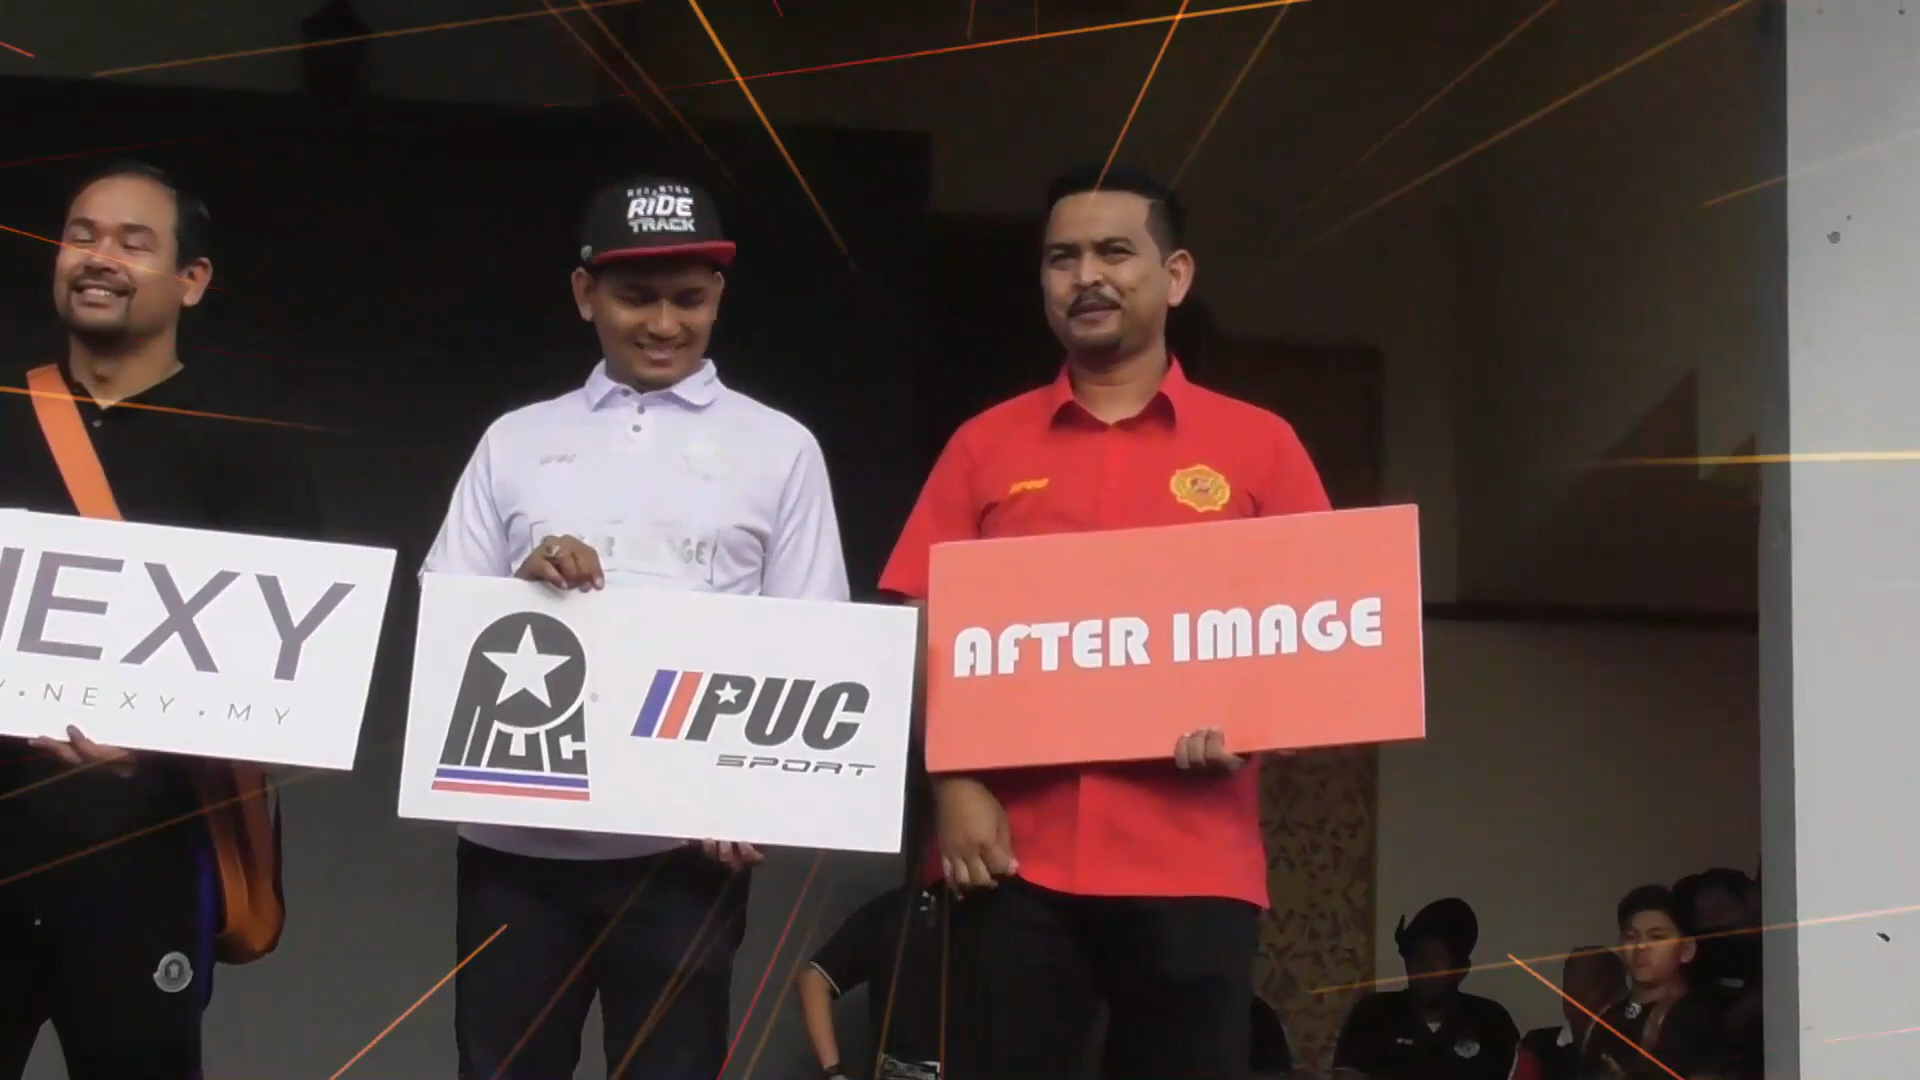 RIDE
TRACK
NEXY
.NEXY.MY
PUC
PUC
SPORT
AFTER IMAGE